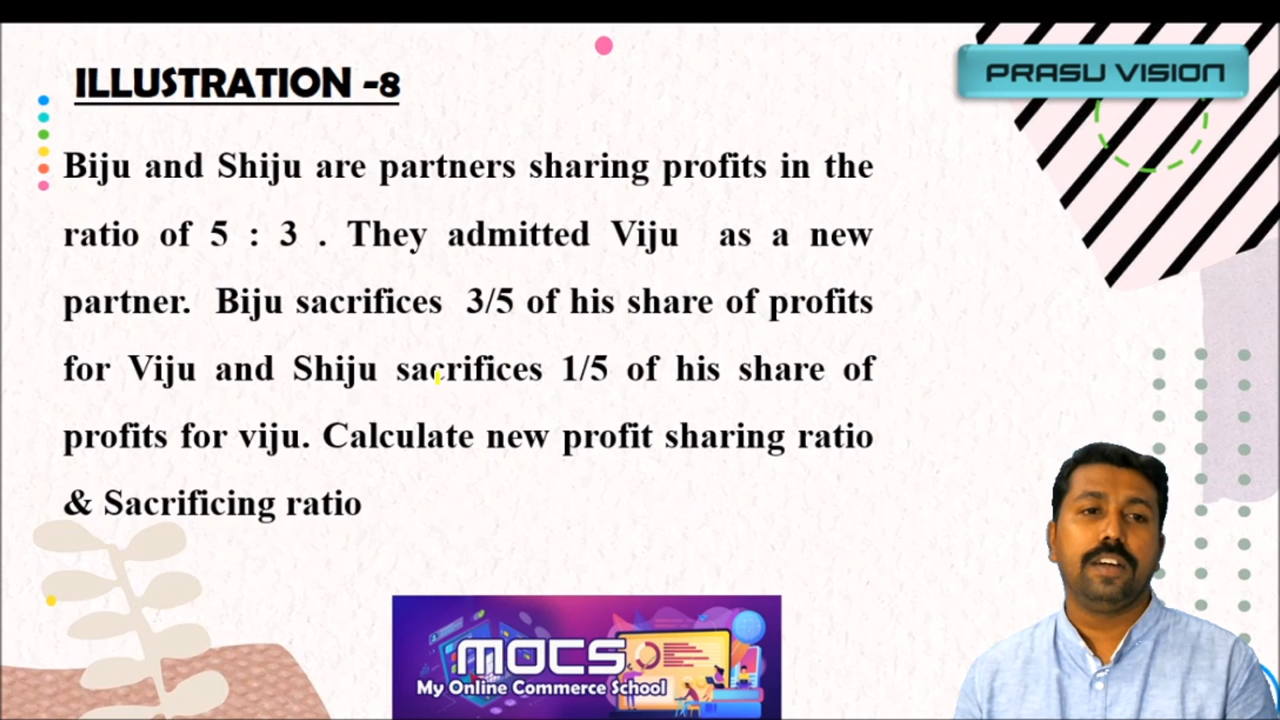 ILLUSTRATION -8
PRASU VISION
Biju and Shiju are partners sharing profits in the
ratio of 5 : 3 . They admitted Viju as a new
partner. Biju sacrifices 3/5 of his share of profits
for Viju and Shiju sacrifices 1/5 of his share of
profits for viju. Calculate new profit sharing ratio
& Sacrificing ratio
MOCS
My Online Commerce School